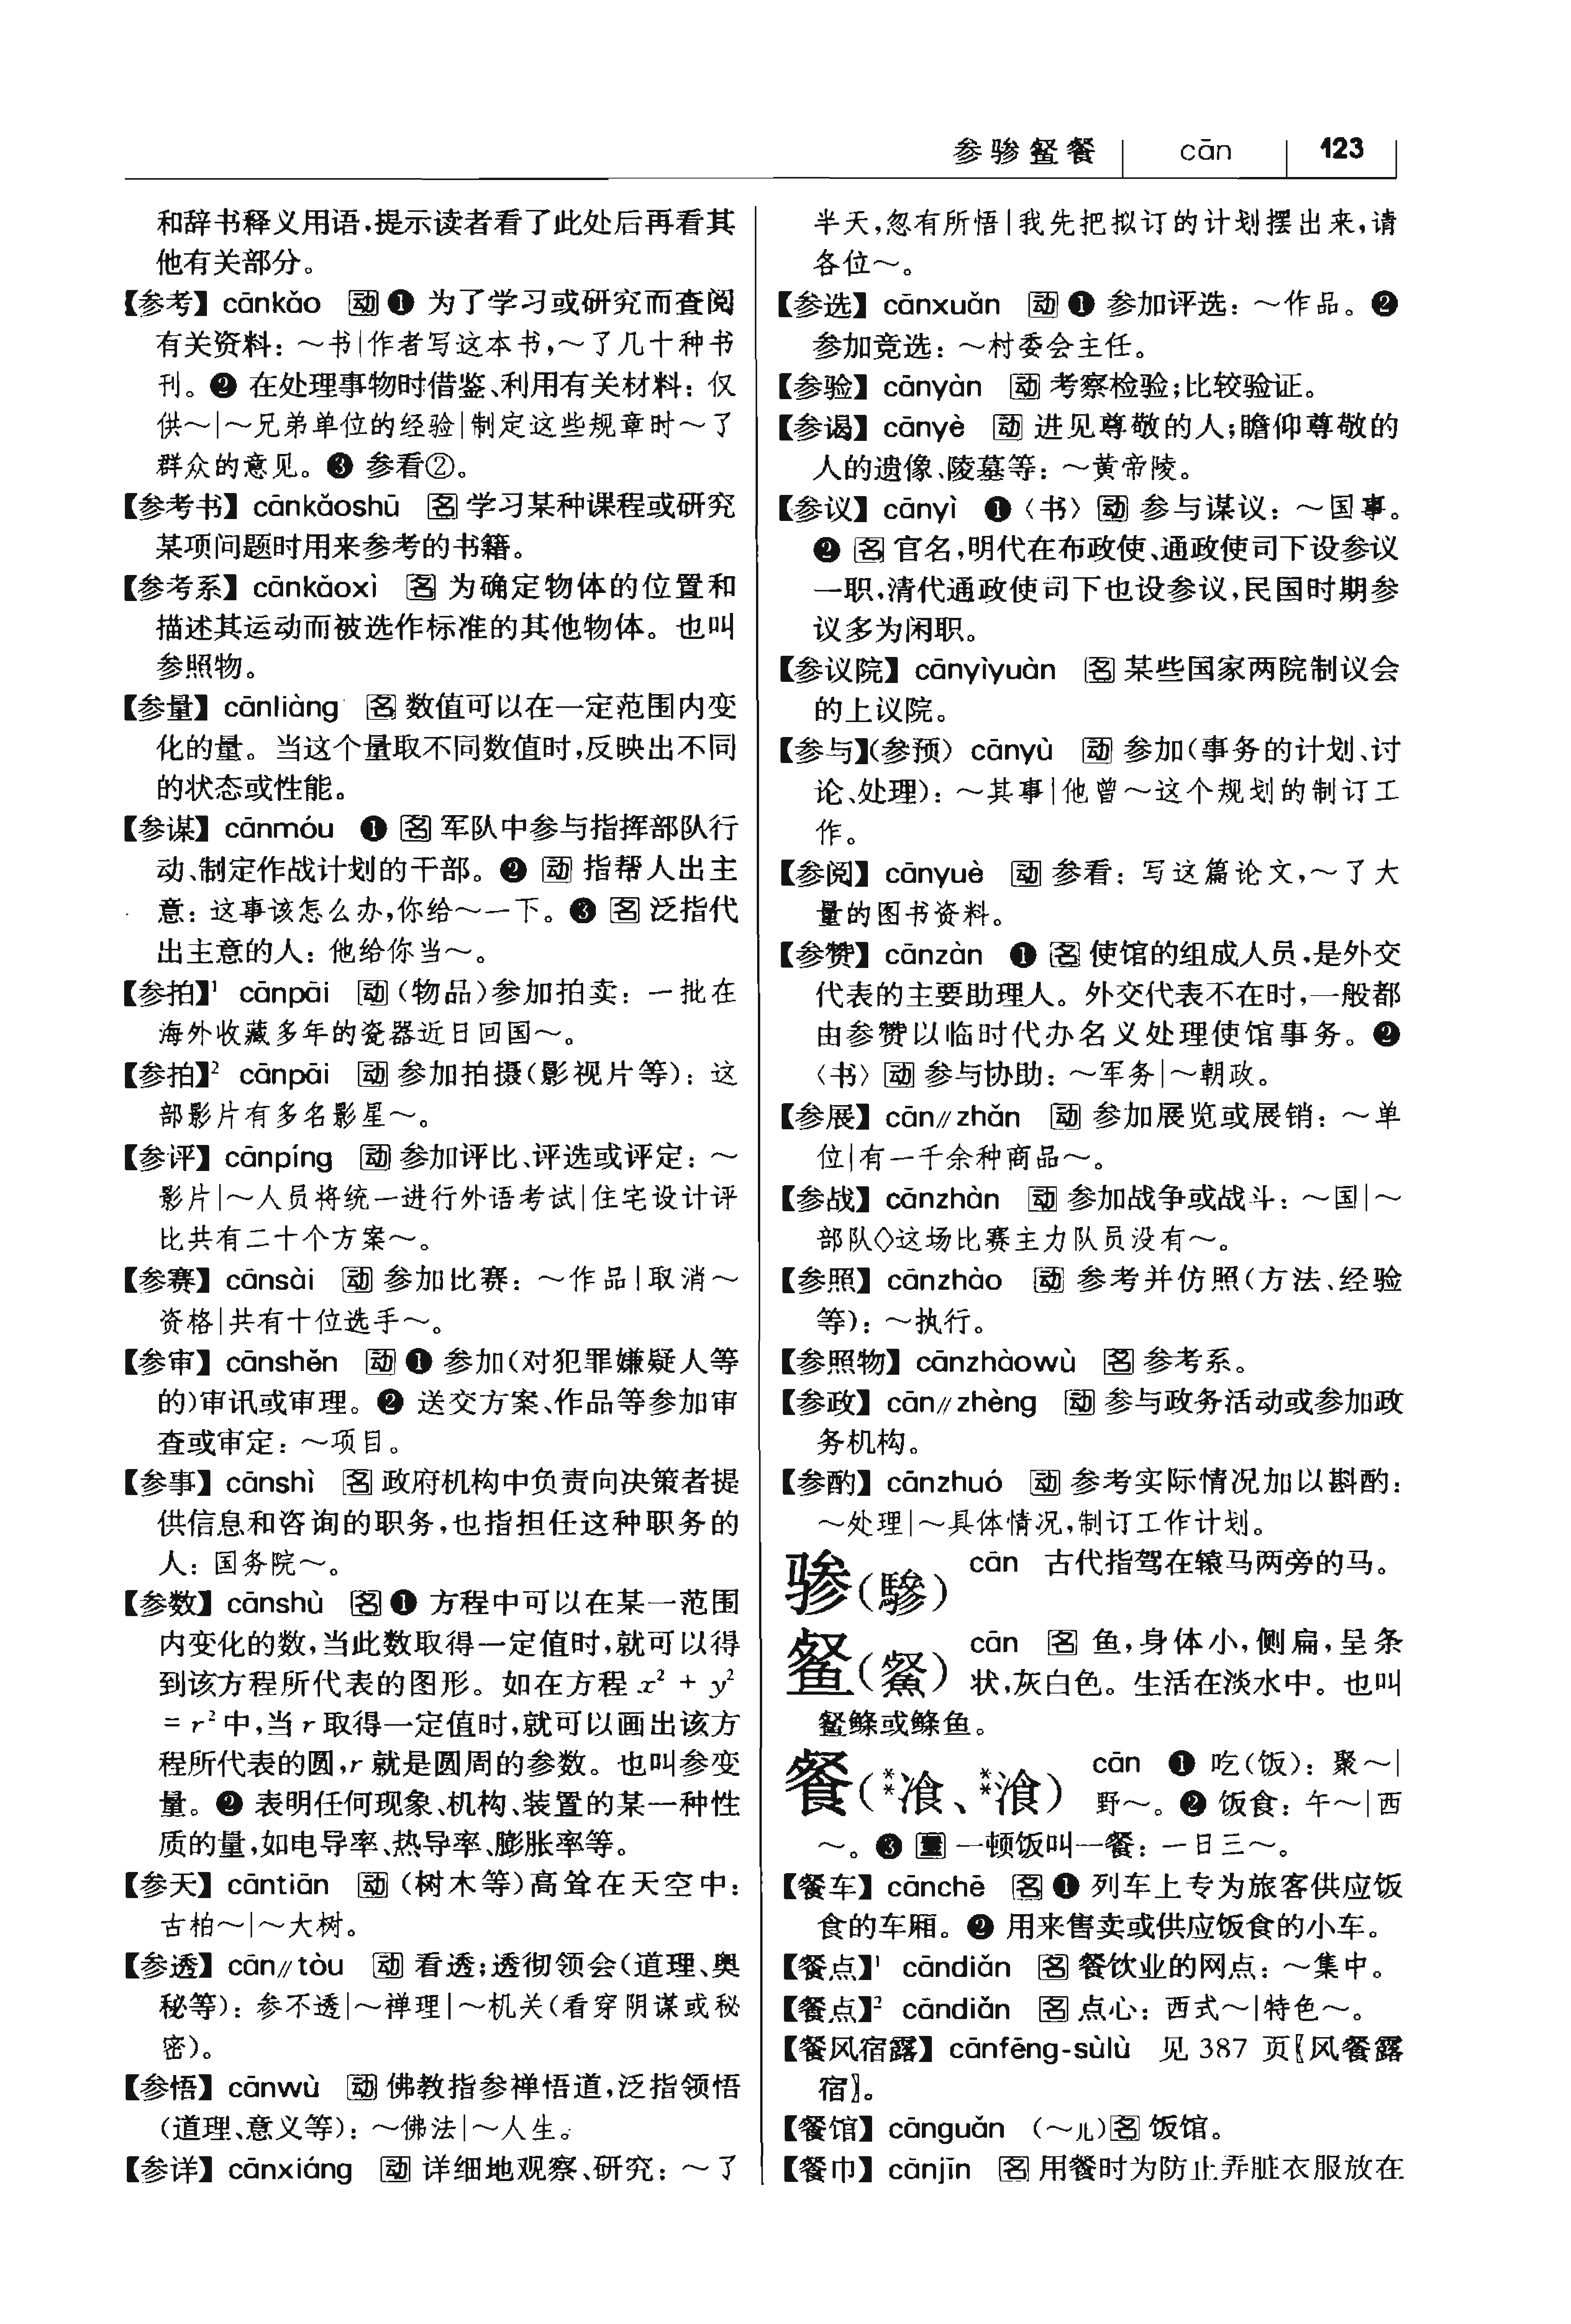 参骖䱗餐 cān 123
和辞书释义用语,提示读者看了此处后再看其
他有关部分。
【参考】 cānkǎo 动 ❶ 为了学习或研究而查阅
有关资料：～书|作者写这本书,～了几十种书
刊。❷ 在处理事物时借鉴、利用有关材料：仅
供～|～兄弟单位的经验|制定这些规章时～了
群众的意见。❸ 参看②。
【参考书】 cānkǎoshū 名 学习某种课程或研究
某项问题时用来参考的书籍。
【参考系】 cānkǎoxì 名 为确定物体的位置和
描述其运动而被选作标准的其他物体。也叫
参照物。
【参量】 cānliàng 名 数值可以在一定范围内变
化的量。当这个量取不同数值时,反映出不同
的状态或性能。
【参谋】 cānmóu ❶ 名 军队中参与指挥部队行
动、制定作战计划的干部。❷ 动 指帮人出主
意：这事该怎么办,你给～一下。❸ 名 泛指代
出主意的人：他给你当～。
【参拍】¹ cānpāi 动 (物品)参加拍卖：一批在
海外收藏多年的瓷器近日回国～。
【参拍】² cānpāi 动 参加拍摄(影视片等)：这
部影片有多名影星～。
【参评】 cānpíng 动 参加评比、评选或评定：～
影片|～人员将统一进行外语考试|住宅设计评
比共有二十个方案～。
【参赛】 cānsài 动 参加比赛：～作品|取消～
资格|共有十位选手～。
【参审】 cānshěn 动 ❶ 参加(对犯罪嫌疑人等
的)审讯或审理。❷ 送交方案、作品等参加审
查或审定：～项目。
【参事】 cānshì 名 政府机构中负责向决策者提
供信息和咨询的职务,也指担任这种职务的
人：国务院～。
【参数】 cānshù 名 ❶ 方程中可以在某一范围
内变化的数,当此数取得一定值时,就可以得
到该方程所代表的图形。如在方程 x² + y²
= r² 中,当 r 取得一定值时,就可以画出该方
程所代表的圆,r 就是圆周的参数。也叫参变
量。❷ 表明任何现象、机构、装置的某一种性
质的量,如电导率、热导率、膨胀率等。
【参天】 cāntiān 动 (树木等)高耸在天空中：
古柏～|～大树。
【参透】 cān//tòu 动 看透;透彻领会(道理、奥
秘等)：参不透|～禅理|～机关(看穿阴谋或秘
密)。
【参悟】 cānwù 动 佛教指参禅悟道,泛指领悟
(道理、意义等)：～佛法|～人生。
【参详】 cānxiáng 动 详细地观察、研究：～了
半天,忽有所悟|我先把拟订的计划摆出来,请
各位～。
【参选】 cānxuǎn 动 ❶ 参加评选：～作品。❷
参加竞选：～村委会主任。
【参验】 cānyàn 动 考察检验;比较验证。
【参谒】 cānyè 动 进见尊敬的人;瞻仰尊敬的
人的遗像、陵墓等：～黄帝陵。
【参议】 cānyì ❶〈书〉动 参与谋议：～国事。
❷ 名 官名,明代在布政使、通政使司下设参议
一职,清代通政使司下也设参议,民国时期参
议多为闲职。
【参议院】 cānyìyuàn 名 某些国家两院制议会
的上议院。
【参与】(参预) cānyù 动 参加(事务的计划、讨
论、处理)：～其事|他曾～这个规划的制订工
作。
【参阅】 cānyuè 动 参看：写这篇论文,～了大
量的图书资料。
【参赞】 cānzàn ❶ 名 使馆的组成人员,是外交
代表的主要助理人。外交代表不在时,一般都
由参赞以临时代办名义处理使馆事务。❷
〈书〉动 参与协助：～军务|～朝政。
【参展】 cān//zhǎn 动 参加展览或展销：～单
位|有一千余种商品～。
【参战】 cānzhàn 动 参加战争或战斗：～国|～
部队◇这场比赛主力队员没有～。
【参照】 cānzhào 动 参考并仿照(方法、经验
等)：～执行。
【参照物】 cānzhàowù 名 参考系。
【参政】 cān//zhèng 动 参与政务活动或参加政
务机构。
【参酌】 cānzhuó 动 参考实际情况加以斟酌：
～处理|～具体情况,制订工作计划。
骖(驂) cān 古代指驾在辕马两旁的马。
䱗(鰲) cān 名 鱼,身体小,侧扁,呈条
状,灰白色。生活在淡水中。也叫
䱗鲦或鲦鱼。
餐(**飡、**湌) cān ❶ 吃(饭)：聚～|
野～。❷ 饭食：午～|西
～。❸ 量 一顿饭叫一餐：一日三～。
【餐车】 cānchē 名 ❶ 列车上专为旅客供应饭
食的车厢。❷ 用来售卖或供应饭食的小车。
【餐点】¹ cāndiǎn 名 餐饮业的网点：～集中。
【餐点】² cāndiǎn 名 点心：西式～|特色～。
【餐风宿露】 cānfēng-sùlù 见 387 页〖风餐露
宿〗。
【餐馆】 cānguǎn (～儿)名 饭馆。
【餐巾】 cānjīn 名 用餐时为防止弄脏衣服放在